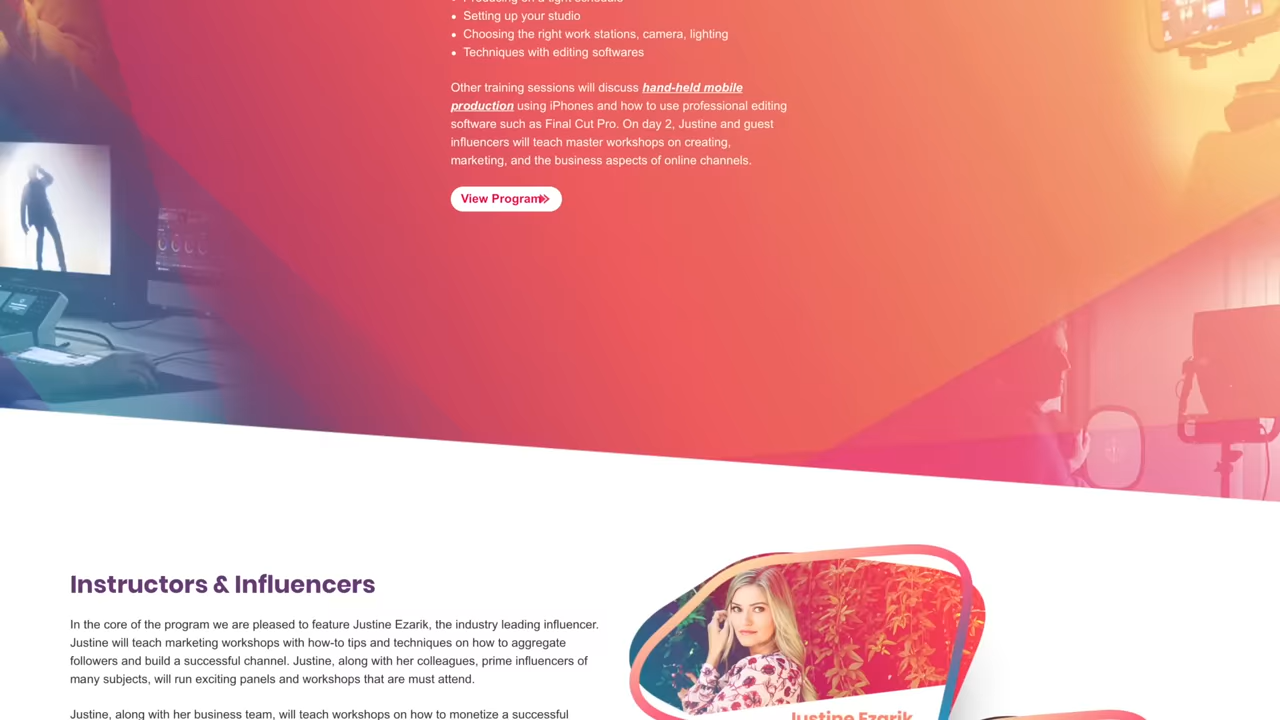 Producing on a tight schedule
Setting up your studio
Choosing the right work stations, camera, lighting
Techniques with editing softwares
Other training sessions will discuss hand-held mobile
production using iPhones and how to use professional editing
software such as Final Cut Pro. On day 2, Justine and guest
influencers will teach master workshops on creating,
marketing, and the business aspects of online channels.
View Program
Instructors & Influencers
In the core of the program we are pleased to feature Justine Ezarik, the industry leading influencer.
Justine will teach marketing workshops with how-to tips and techniques on how to aggregate
followers and build a successful channel. Justine, along with her colleagues, prime influencers of
many subjects, will run exciting panels and workshops that are must attend.
Justine, along with her business team, will teach workshops on how to monetize a successful
Justine Ezarik